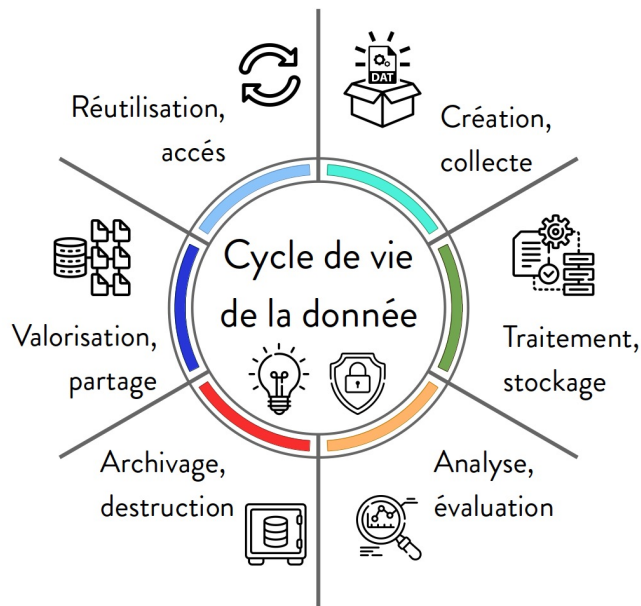 Cycle de vie
de la donnée
DAT
Création,
collecte
Traitement,
stockage
Analyse,
évaluation
Archivage,
destruction
Valorisation,
partage
Réutilisation,
accés